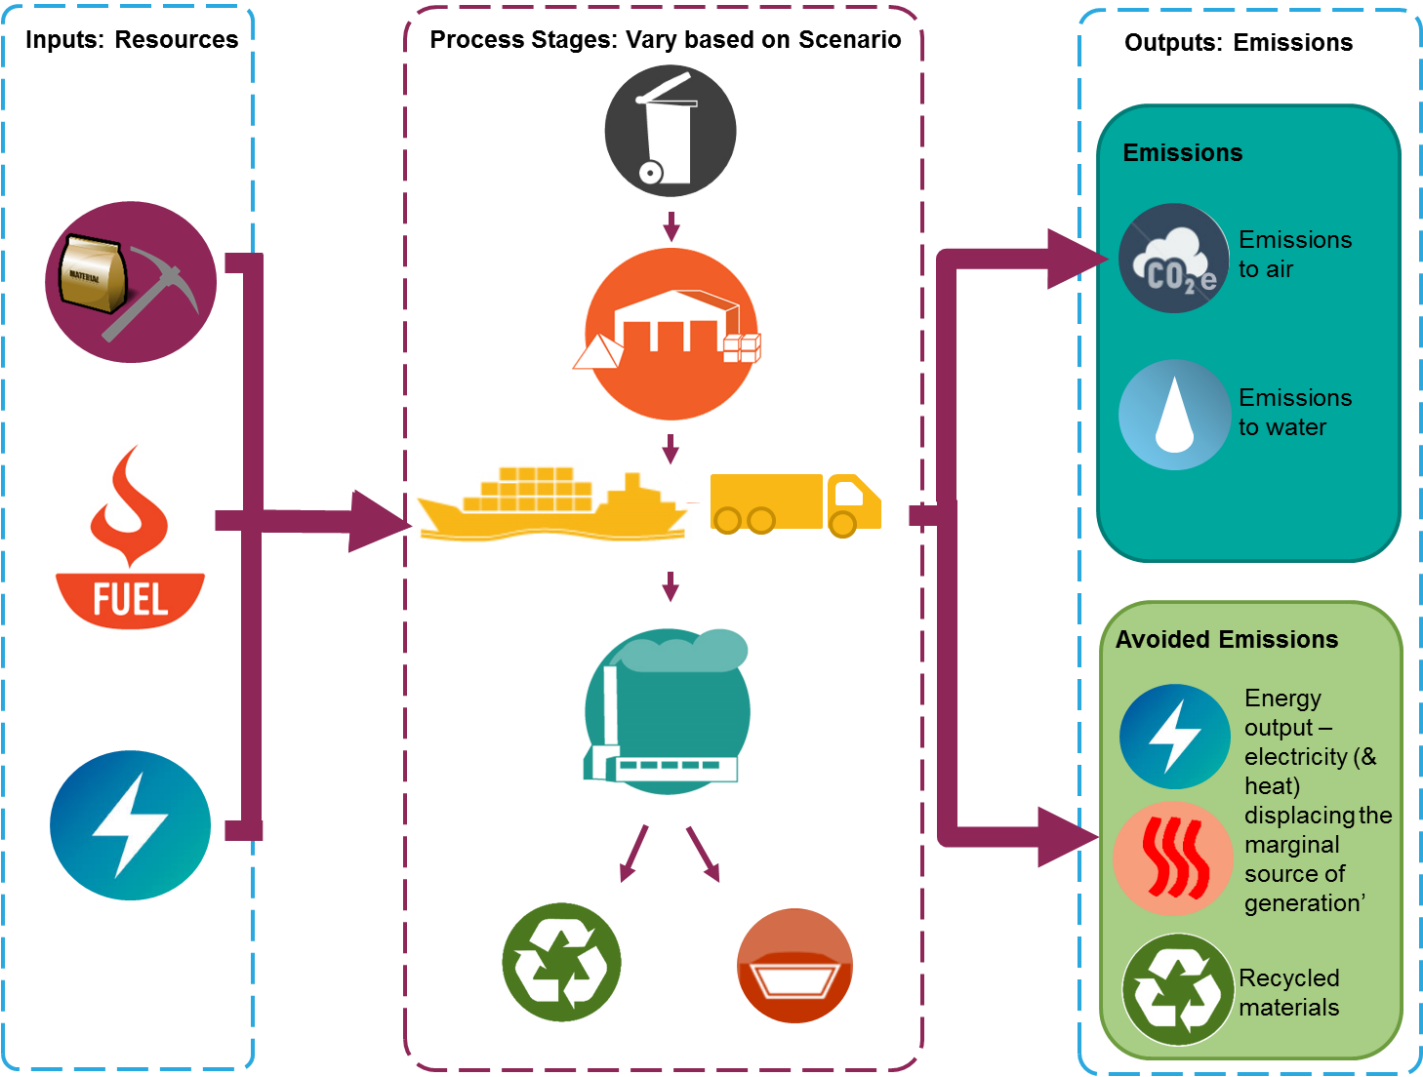 Inputs: Resources
MATERIAL
FUEL
Process Stages: Vary based on Scenario
Outputs: Emissions
Emissions
CO2e
Emissions
to air
Emissions
to water
Avoided Emissions
Energy
output –
electricity (&
heat)
displacing the
marginal
source of
generation’
Recycled
materials